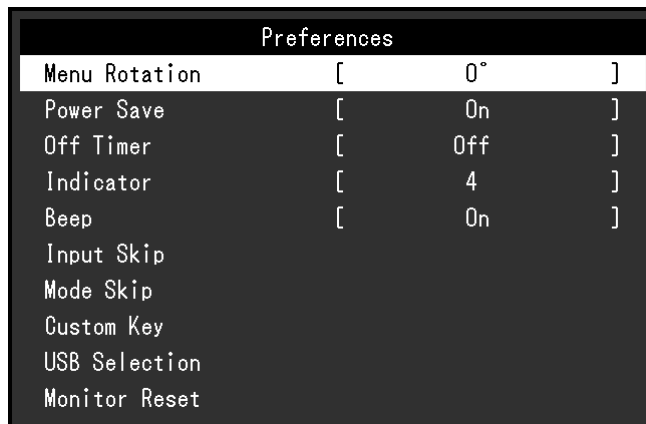 Preferences
Menu Rotation [ 0° ]
Power Save [ On ]
Off Timer [ Off ]
Indicator [ 4 ]
Beep [ On ]
Input Skip
Mode Skip
Custom Key
USB Selection
Monitor Reset